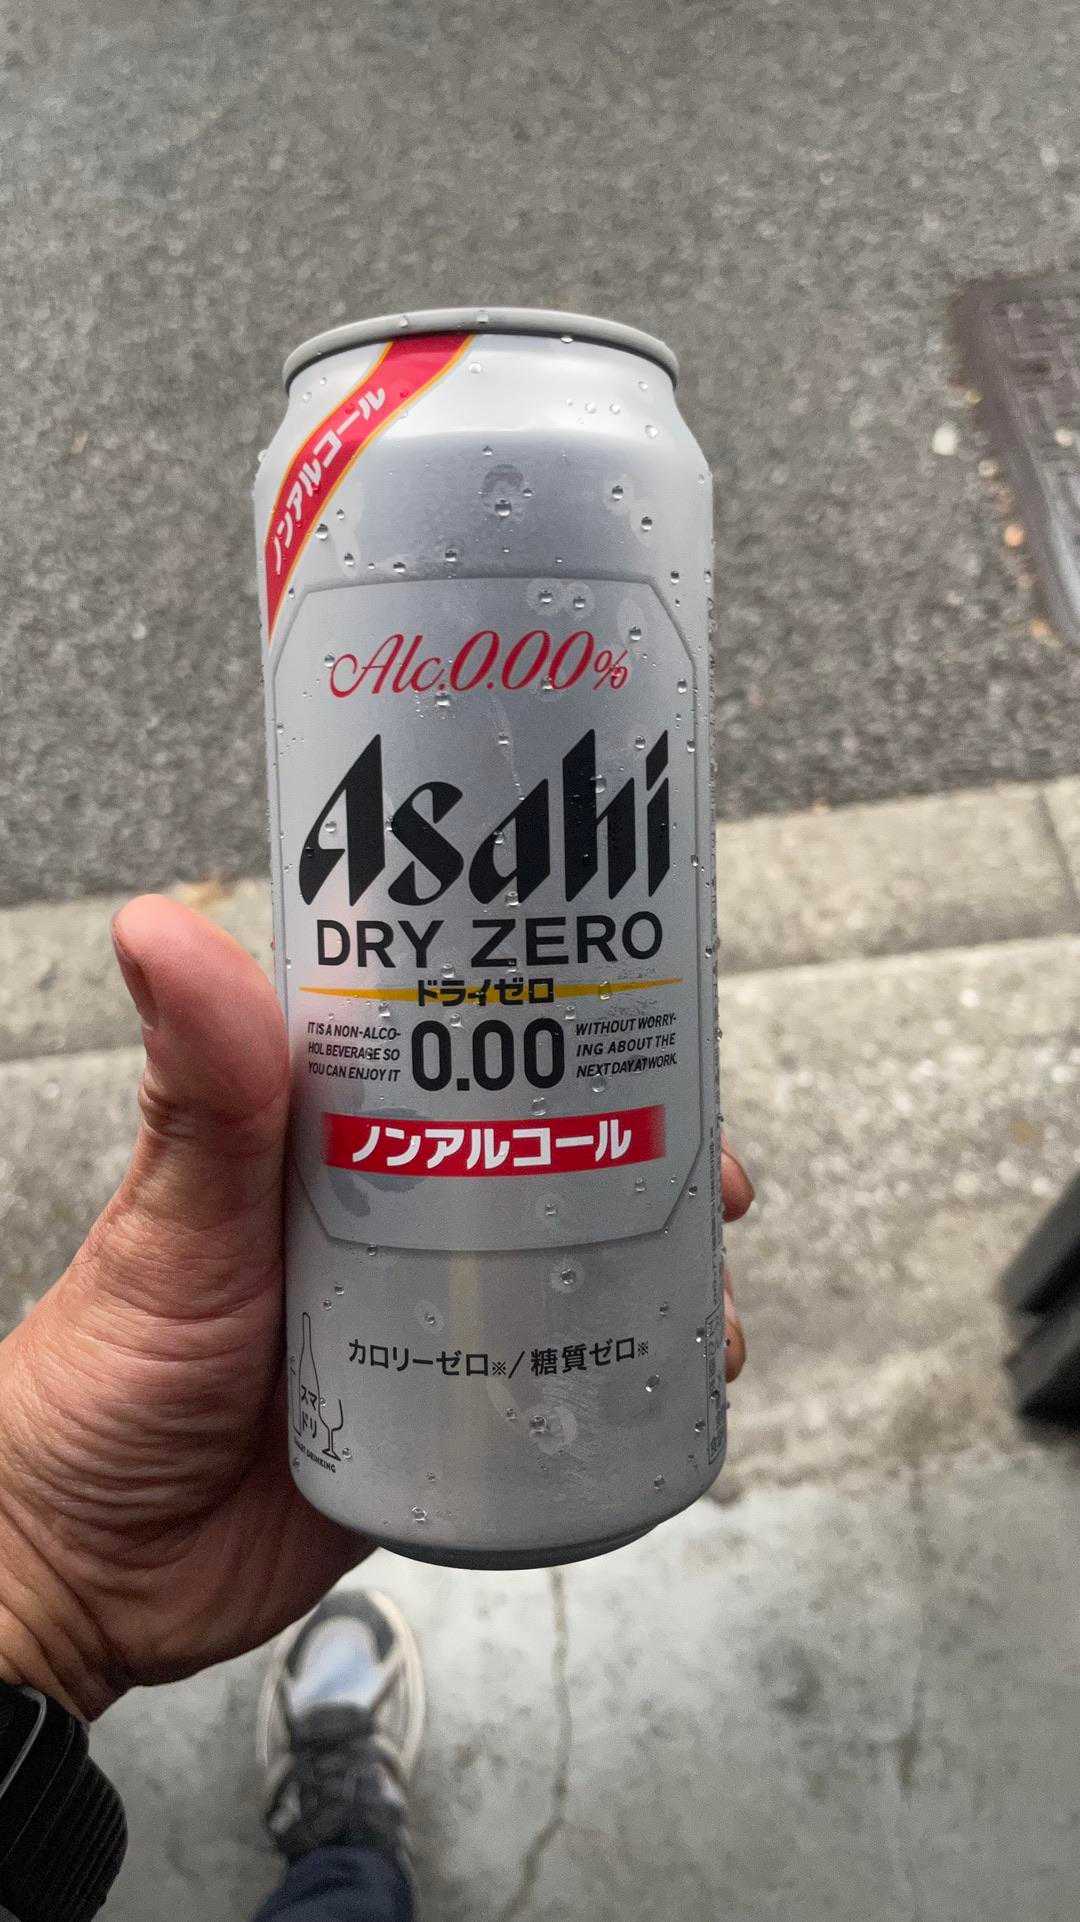 ノンアルコール
Alc.0.00%
Asahi
DRY ZERO
ドライゼロ
IT IS A NON-ALCO-
HOL BEVERAGE SO
YOU CAN ENJOY IT
0.00
WITHOUT WORRY-
ING ABOUT THE
NEXT DAY AT WORK.
ノンアルコール
カロリーゼロ※/糖質ゼロ※
スマ
ドリ
DRINKING